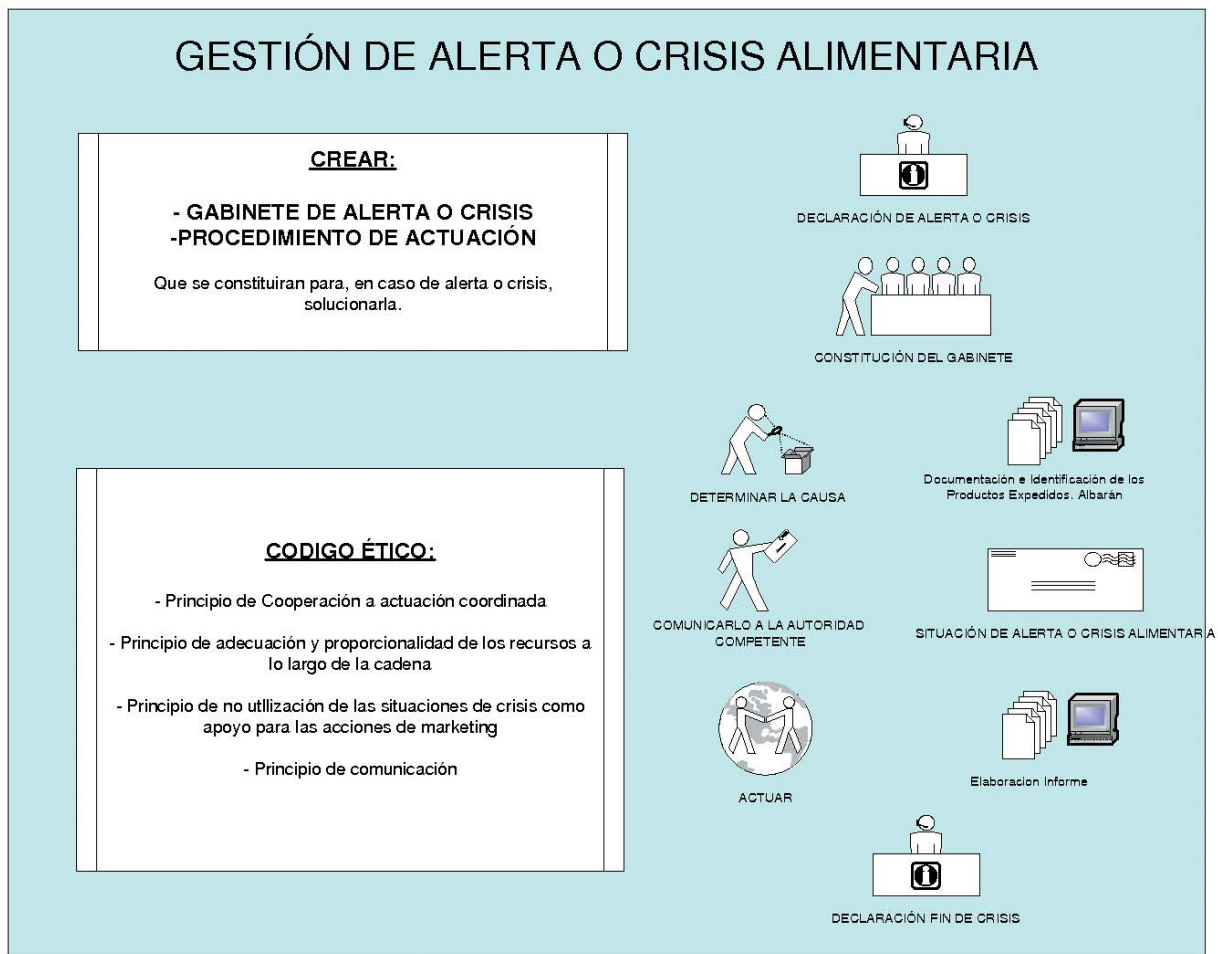 GESTIÓN DE ALERTA O CRISIS ALIMENTARIA
CREAR:
- GABINETE DE ALERTA O CRISIS
-PROCEDIMIENTO DE ACTUACIÓN
Que se constituiran para, en caso de alerta o crisis,
solucionarla.
CODIGO ÉTICO:
- Principio de Cooperación a actuación coordinada
- Principio de adecuación y proporcionalidad de los recursos a
lo largo de la cadena
- Principio de no utllización de las situaciones de crisis como
apoyo para las acciones de marketing
- Principio de comunicación
DECLARACIÓN DE ALERTA O CRISIS
CONSTITUCIÓN DEL GABINETE
DETERMINAR LA CAUSA
Documentación e Identificación de los
Productos Expedidos. Albarán
COMUNICARLO A LA AUTORIDAD
COMPETENTE
SITUACIÓN DE ALERTA O CRISIS ALIMENTARIA
ACTUAR
Elaboracion Informe
DECLARACIÓN FIN DE CRISIS